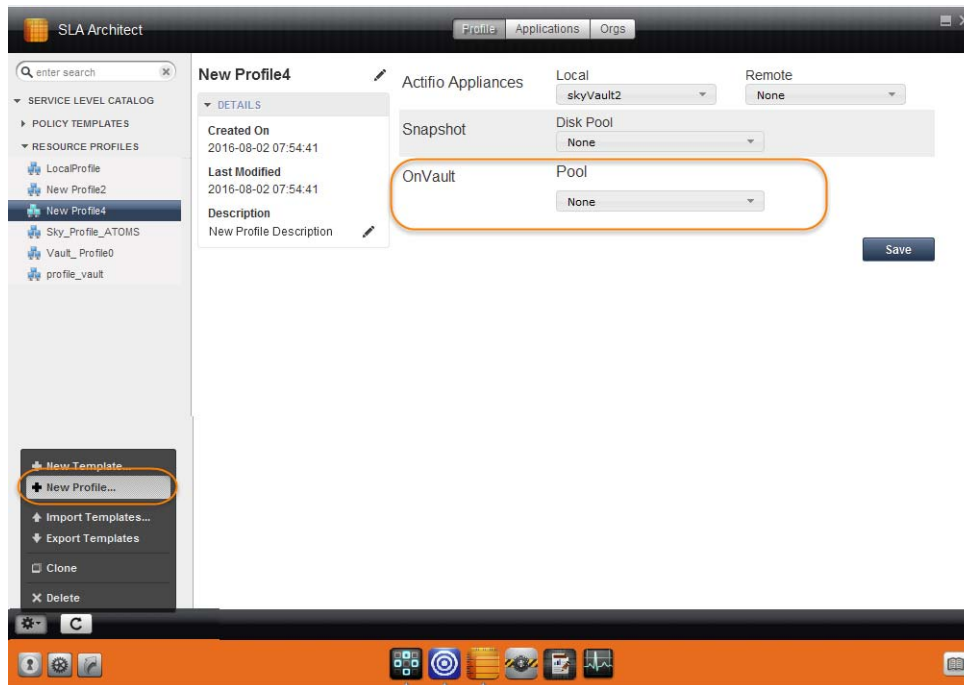 SLA Architect
Profile Applications Orgs
enter search
SERVICE LEVEL CATALOG
POLICY TEMPLATES
RESOURCE PROFILES
LocalProfile
New Profile2
New Profile4
Sky_Profile_ATOMS
Vault_ Profile0
profile_vault
New Template...
New Profile...
Import Templates...
Export Templates
Clone
Delete
New Profile4
DETAILS
Created On
2016-08-02 07:54:41
Last Modified
2016-08-02 07:54:41
Description
New Profile Description
Actifio Appliances
Local
skyVault2
Remote
None
Snapshot
Disk Pool
None
OnVault
Pool
None
Save